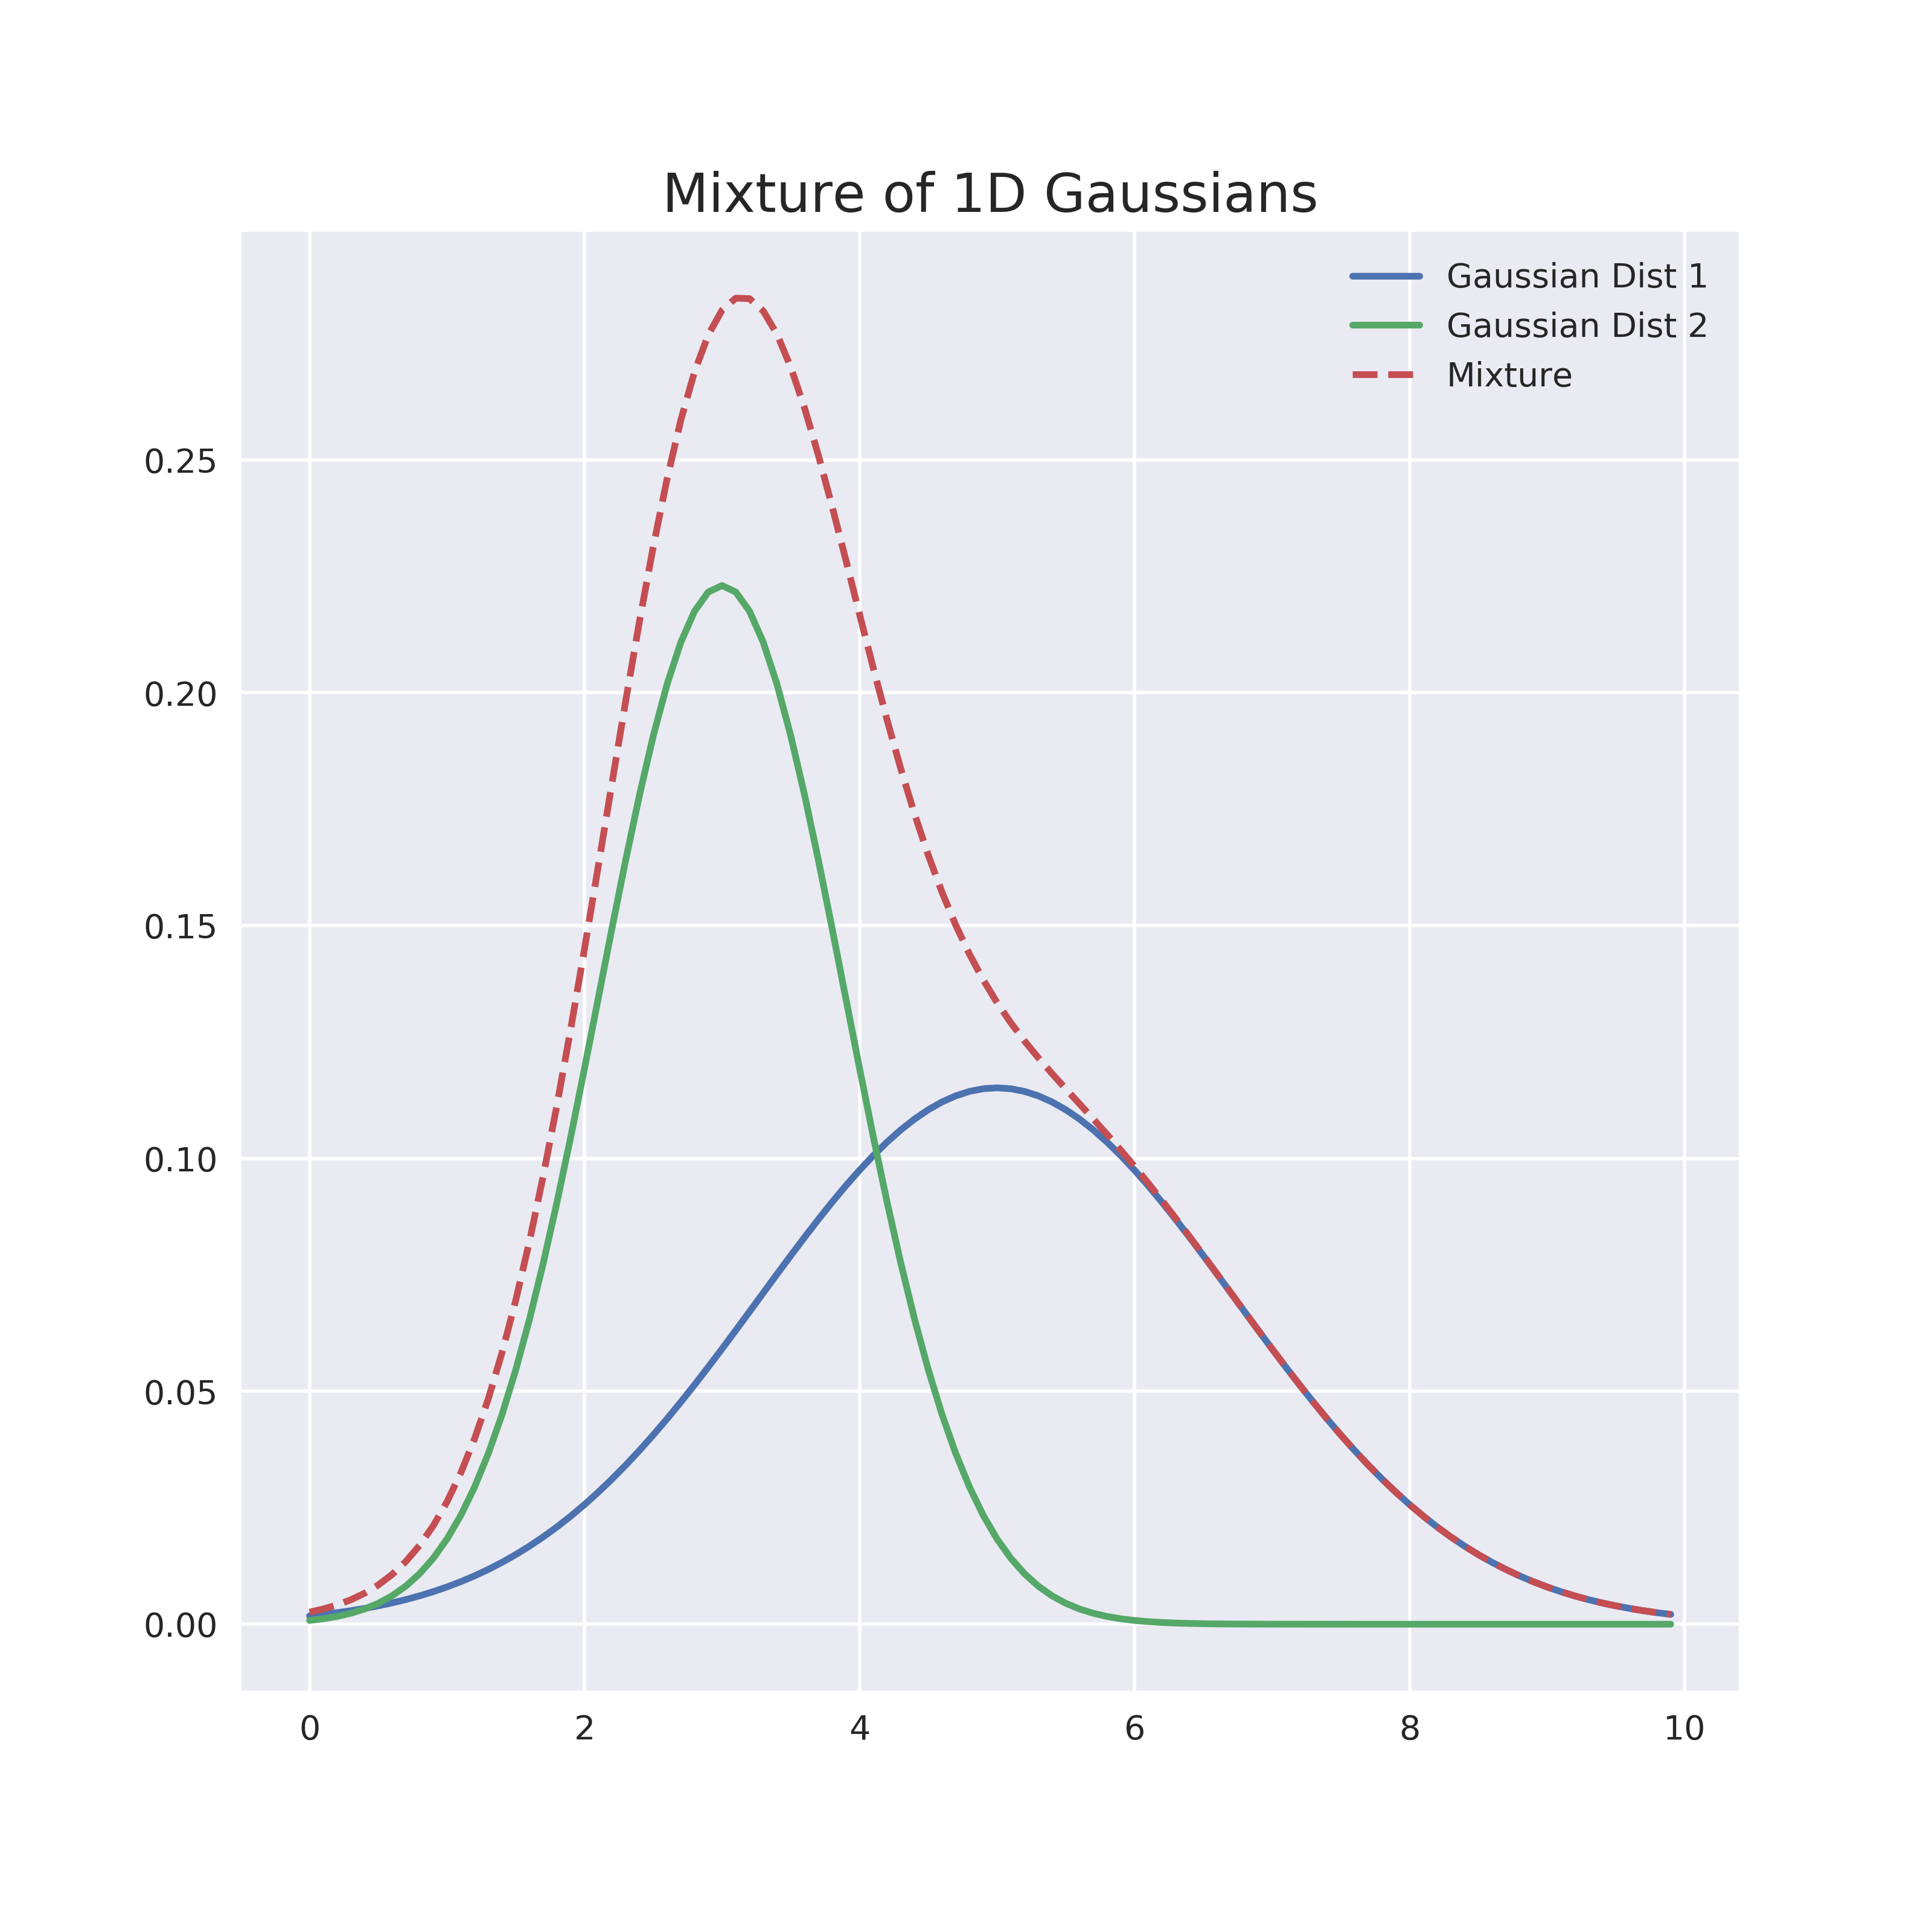 Mixture of 1D Gaussians
Gaussian Dist 1
Gaussian Dist 2
Mixture
0.25
0.20
0.15
0.10
0.05
0.00
0 2 4 6 8 10